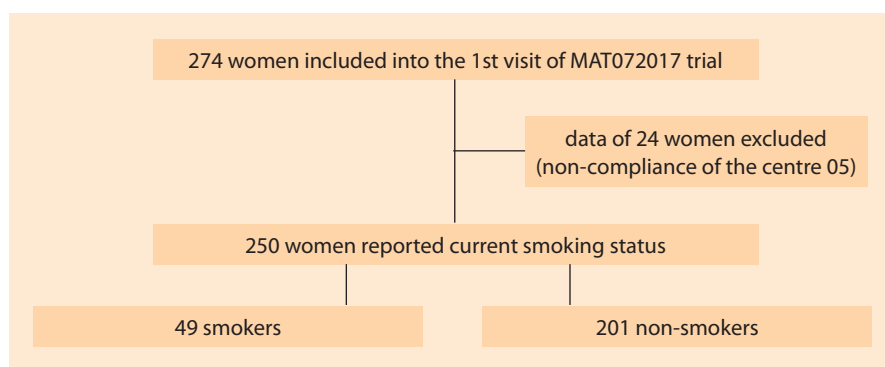 274 women included into the 1st visit of MAT072017 trial
data of 24 women excluded
(non-compliance of the centre 05)
250 women reported current smoking status
49 smokers
201 non-smokers